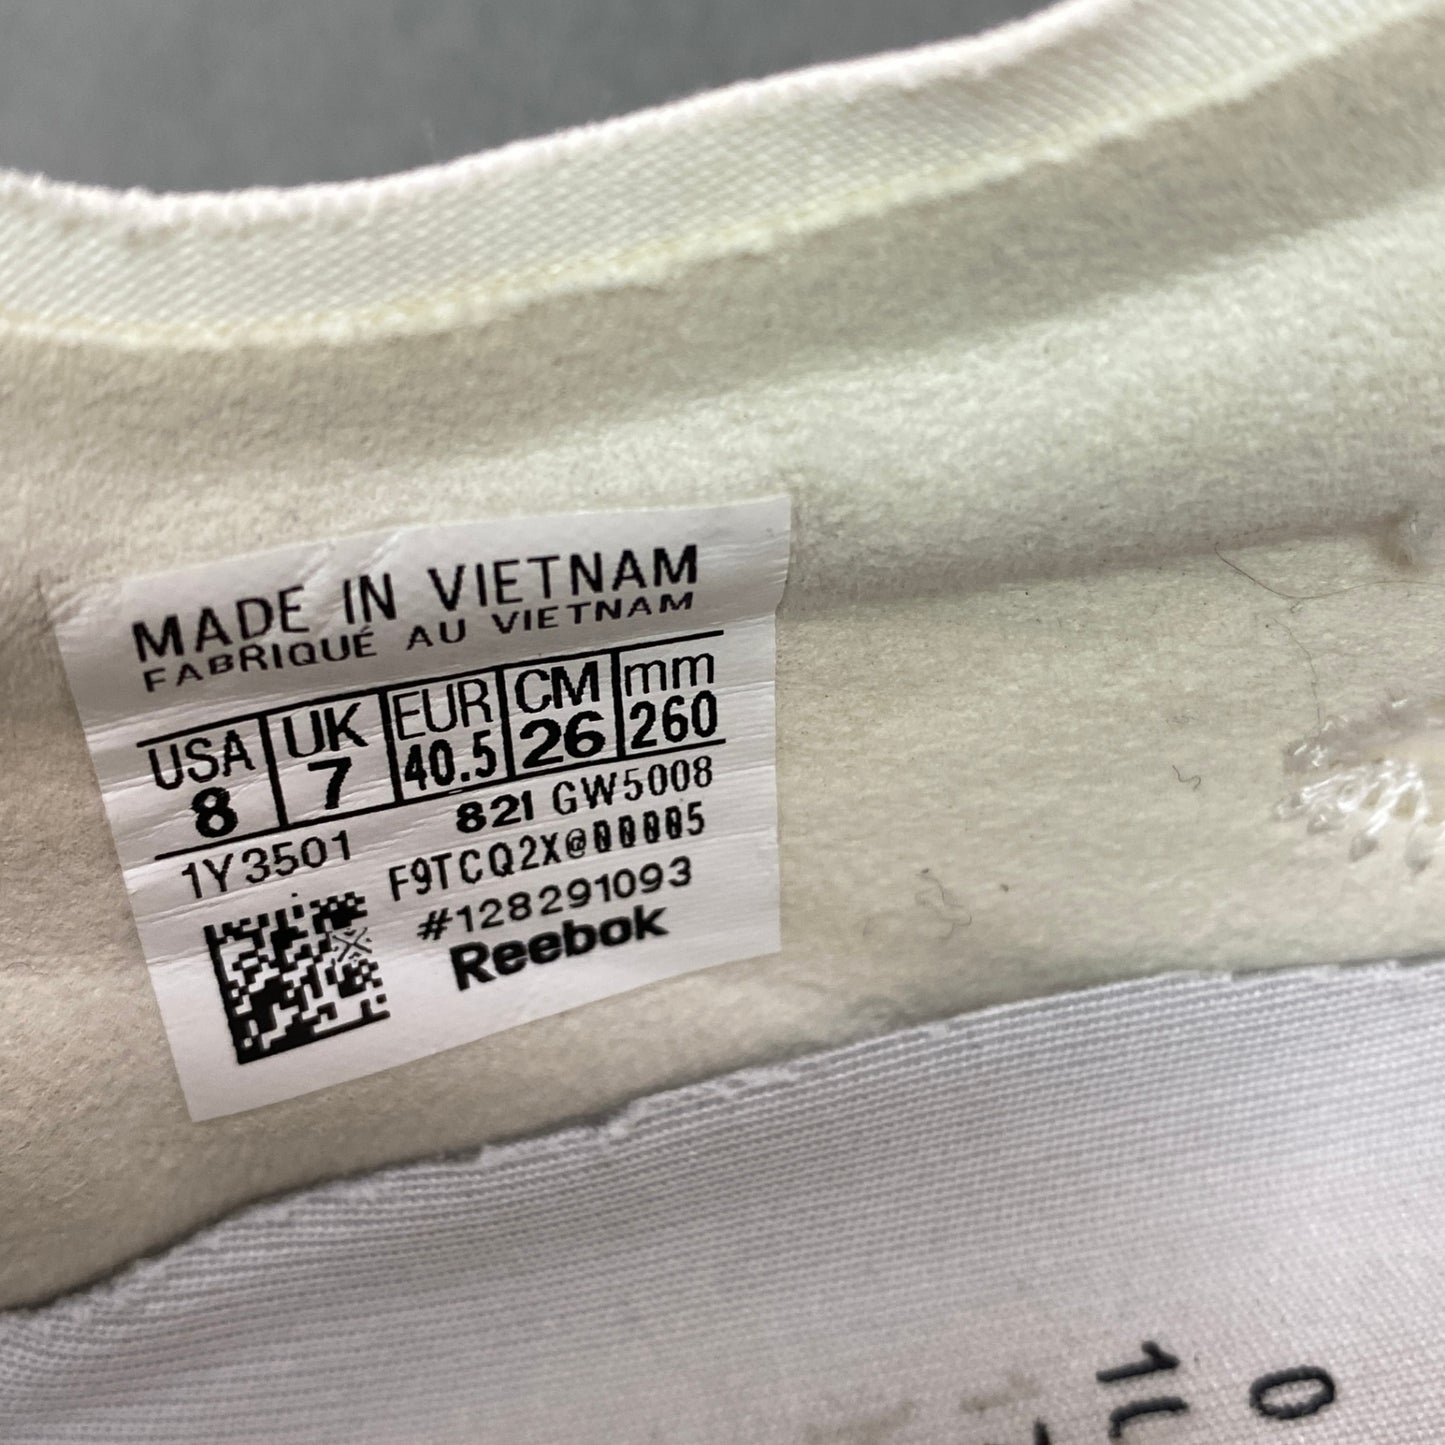 MADE IN VIETNAM
FABRIQUÉ AU VIETNAM
USA UK EUR CM mm
8 7 40.5 26 260
1Y3501 821 GW5008
F9TCQ2X@00005
#128291093
Reebok